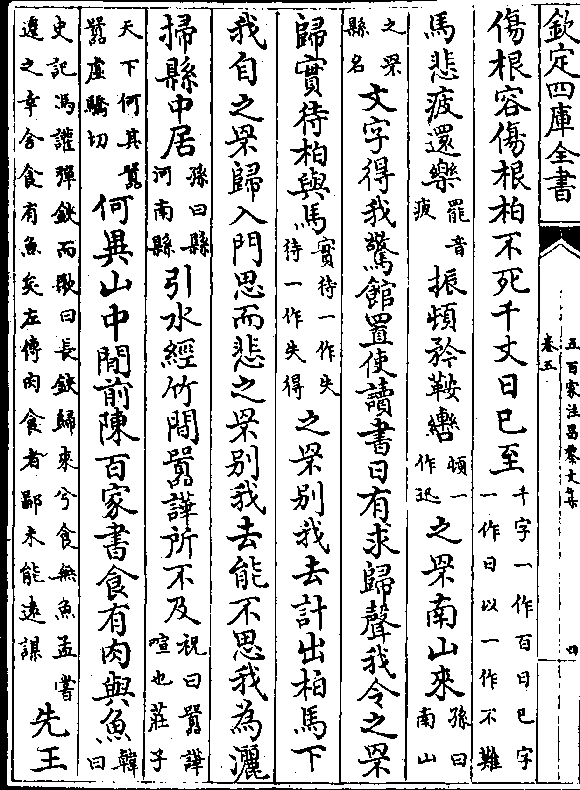 欽定四庫全書
五百家注昌黎文集
卷五
四
傷根容傷根柏不死千丈日已至千字一作百日已字一作日以一作不難
馬悲疲還樂罷音疲振頓矜鞍轡頓一作之罘南山來孫曰南山
之罘縣名文字得我驚館置使讀書日有求歸聲我令之罘
歸實待柏與馬實待一作失待一作失得之罘別我去計出柏馬下
我自之罘歸入門思而悲之罘別我去能不思我為灑
掃縣中居孫曰縣河南縣引水經竹間囂譁所不及祝曰囂譁喧也莊子
天下何其囂囂虛驕切何異山中閒前陳百家書食有肉與魚韓曰
史記馮讙彈鋏而歌曰長鋏歸來兮食無魚孟嘗遷之幸舍食有魚矣左傳肉食者鄙未能遠謀先王